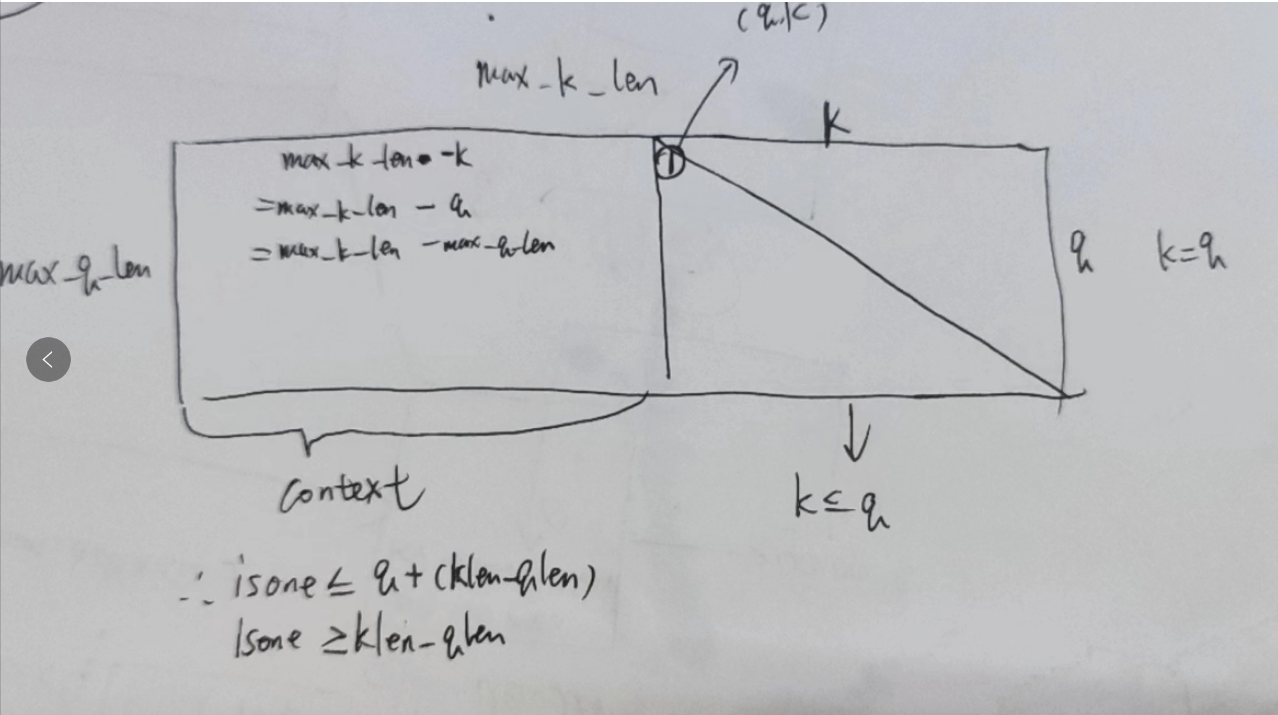 (q,k)
max_k_len
k
max_k_len - k
= max_k_len - q
= max_k_len - max_q_len
max_q_len
q
k=q
context
k≤q
∴ isone ≤ q+(klen-qlen)
isone ≥ klen-qlen
①